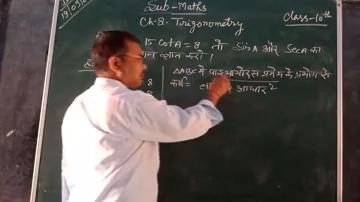 Sub- Maths
Ch-8. Trigonometry
Class-10th
15 Cot A = 8 तो Sin A और Sec A का
ज्ञात करो ।
ΔABC में पाइथागोरस प्रमेय के प्रयोग से
कर्ण² = आधार²
8